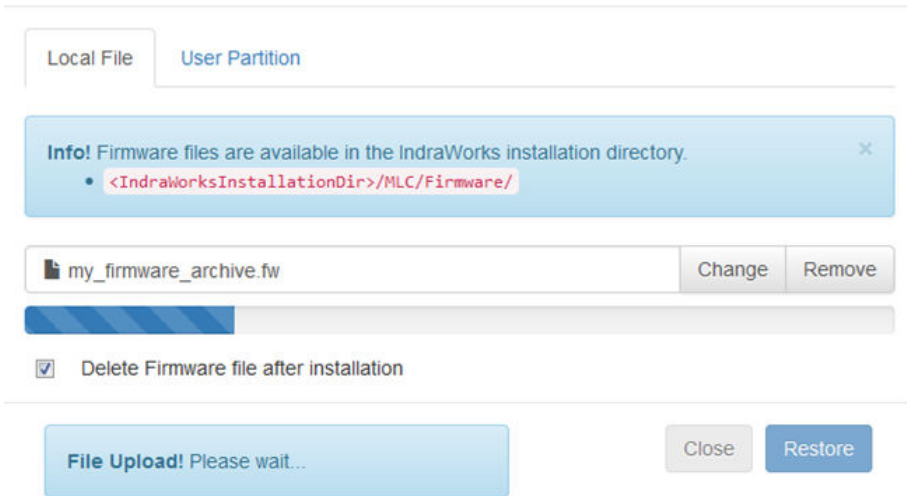 Local File User Partition
Info! Firmware files are available in the IndraWorks installation directory. ×
• <IndraWorksInstallationDir>/MLC/Firmware/
my_firmware_archive.fw Change Remove
Delete Firmware file after installation
File Upload! Please wait... Close Restore